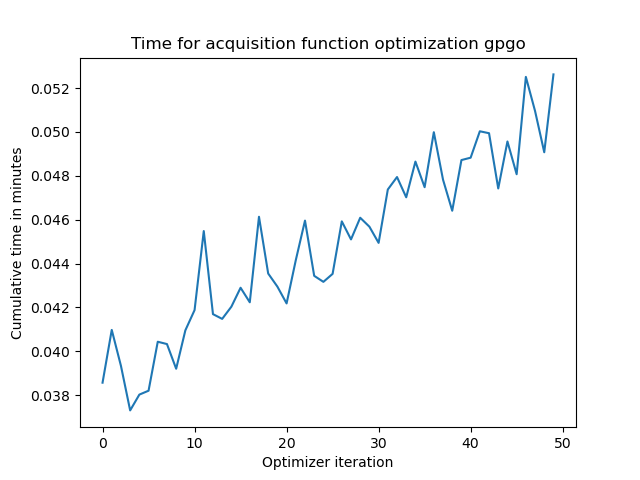 Time for acquisition function optimization gpgo
Cumulative time in minutes
0.052
0.050
0.048
0.046
0.044
0.042
0.040
0.038
0 10 20 30 40 50
Optimizer iteration